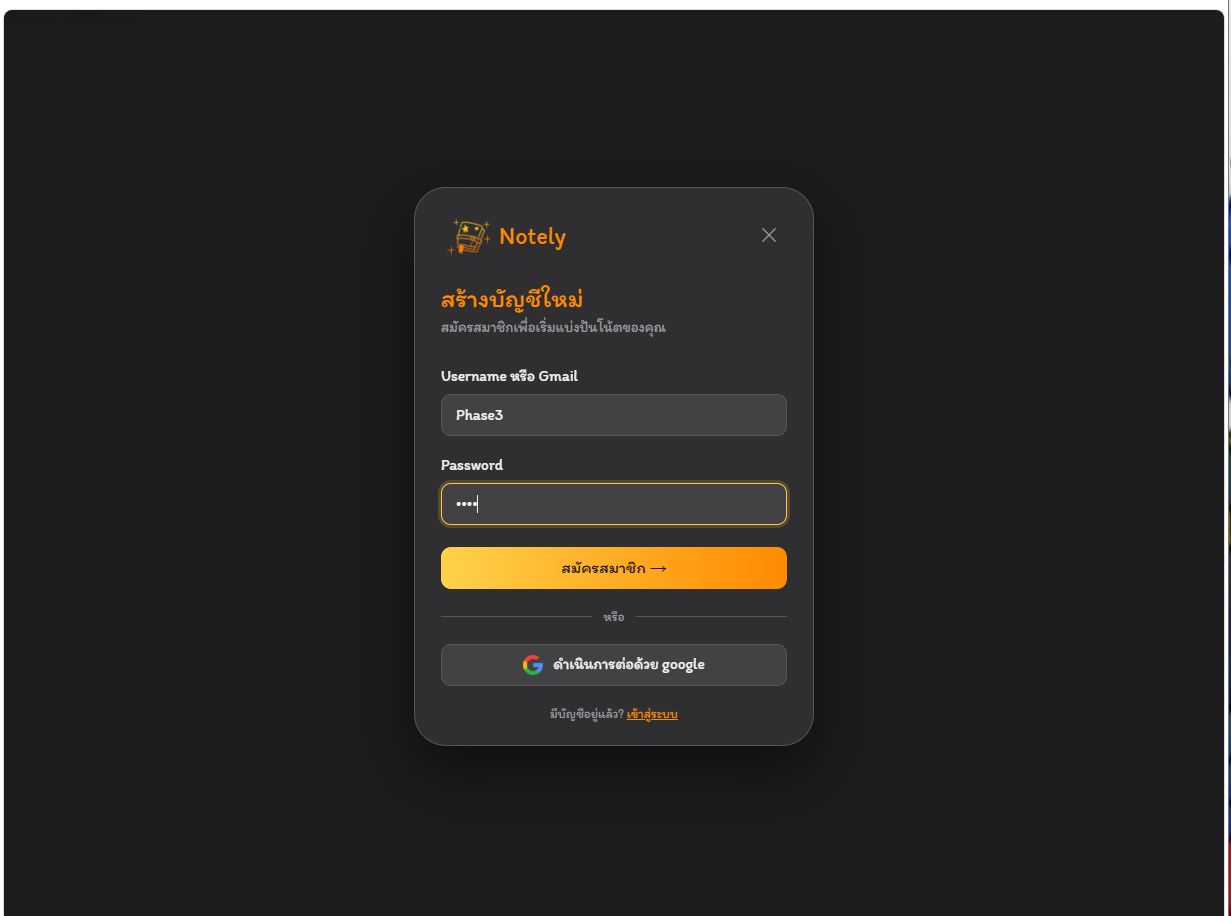 Notely
สร้างบัญชีใหม่
สมัครสมาชิกเพื่อเริ่มแบ่งปันโน้ตของคุณ
Username หรือ Gmail
Phase3
Password
••••
สมัครสมาชิก →
หรือ
ดำเนินการต่อด้วย google
มีบัญชีอยู่แล้ว? เข้าสู่ระบบ